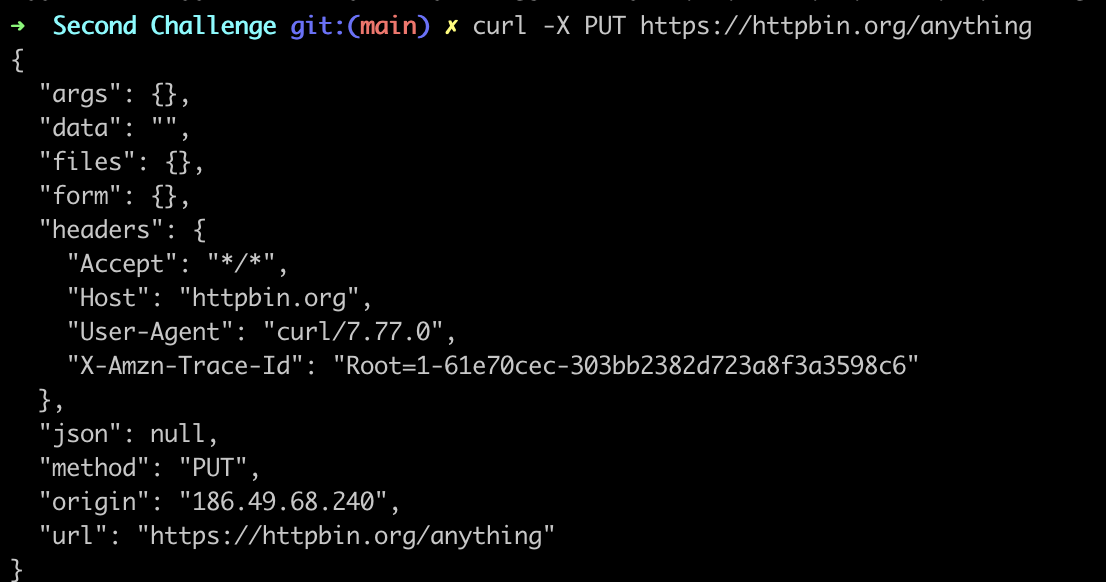 ➜ Second Challenge git:(main) ✗ curl -X PUT https://httpbin.org/anything
{
  "args": {},
  "data": "",
  "files": {},
  "form": {},
  "headers": {
    "Accept": "*/*",
    "Host": "httpbin.org",
    "User-Agent": "curl/7.77.0",
    "X-Amzn-Trace-Id": "Root=1-61e70cec-303bb2382d723a8f3a3598c6"
  },
  "json": null,
  "method": "PUT",
  "origin": "186.49.68.240",
  "url": "https://httpbin.org/anything"
}